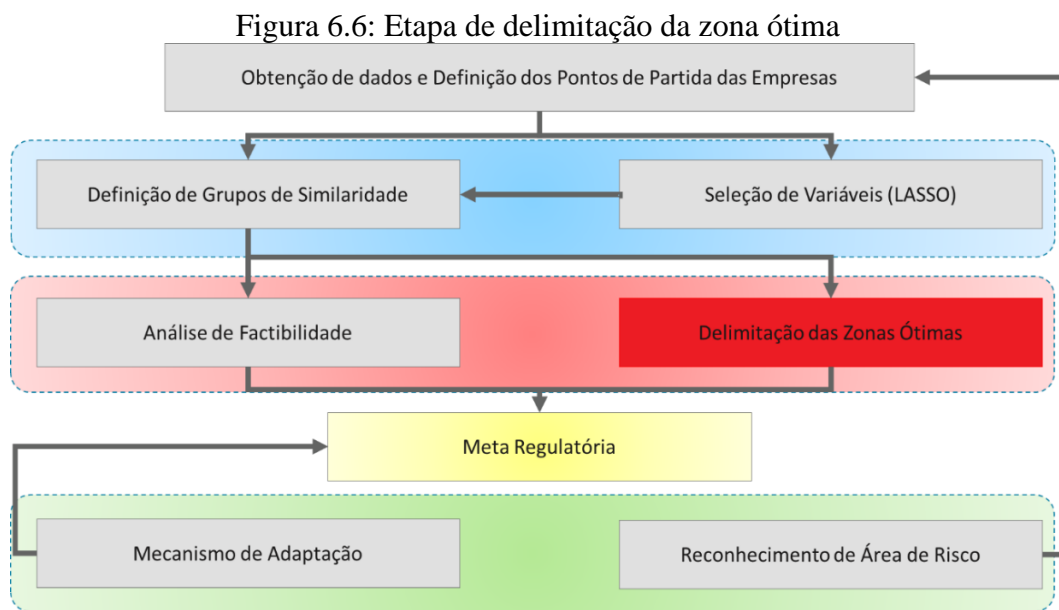 Figura 6.6: Etapa de delimitação da zona ótima
Obtenção de dados e Definição dos Pontos de Partida das Empresas
Definição de Grupos de Similaridade
Seleção de Variáveis (LASSO)
Análise de Factibilidade
Delimitação das Zonas Ótimas
Meta Regulatória
Mecanismo de Adaptação
Reconhecimento de Área de Risco